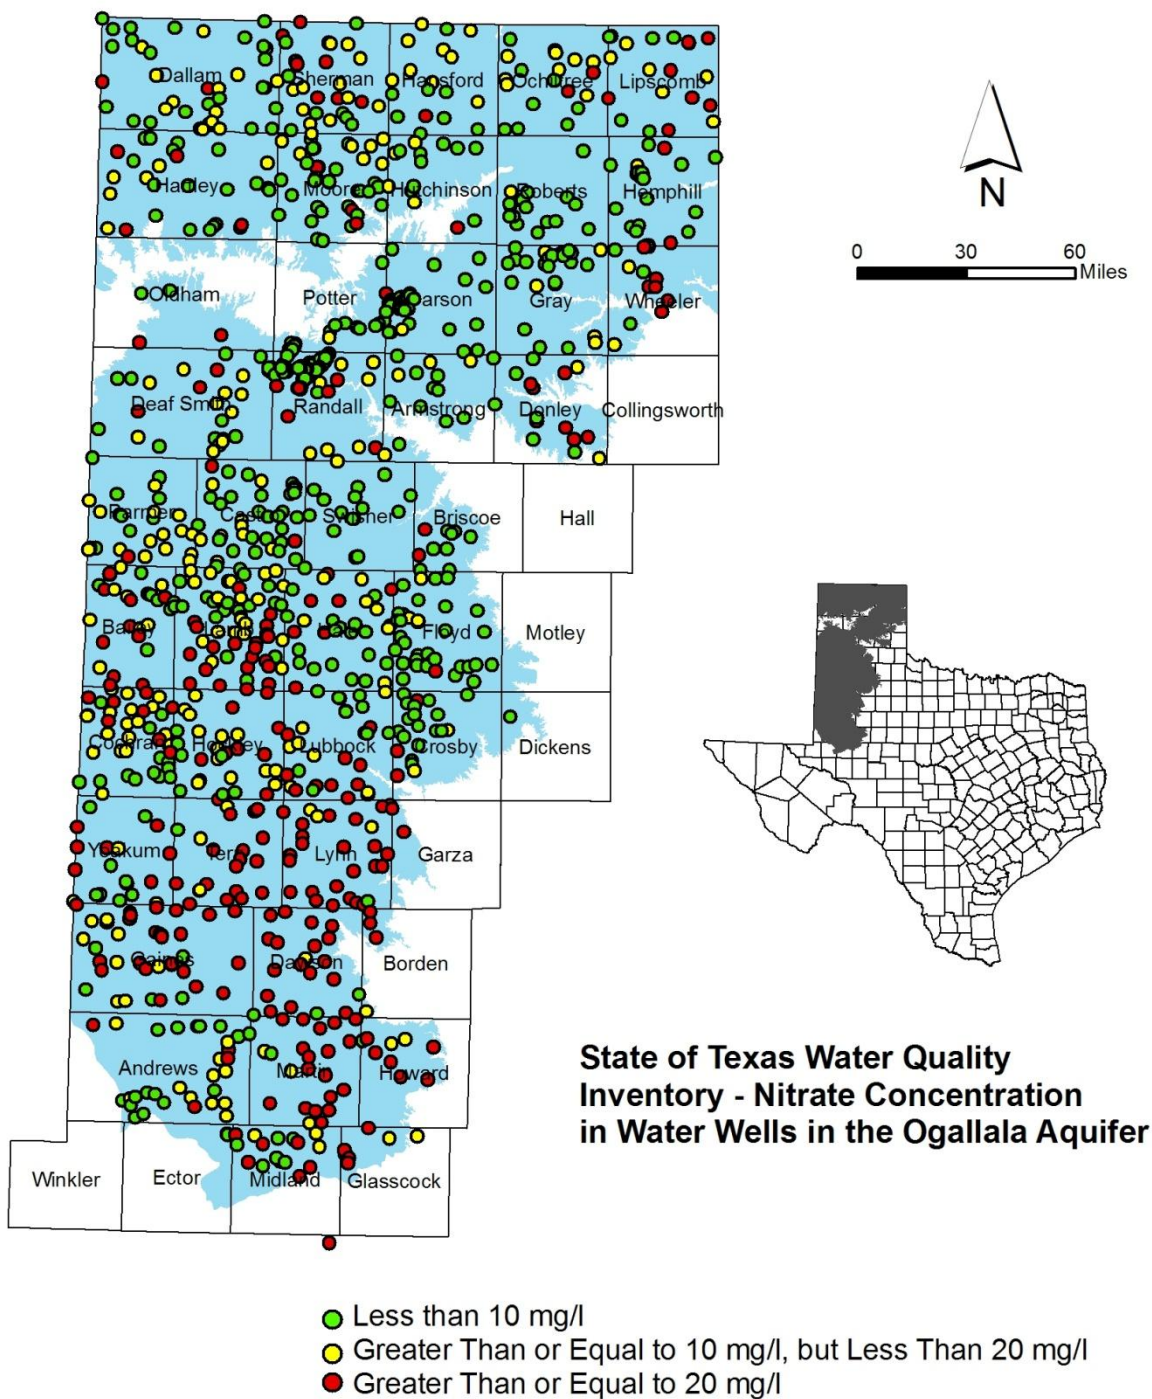 Dallam
Sherman
Hansford
Ochiltree
Lipscomb
Hartley
Moore
Hutchinson
Roberts
Hemphill
Oldham
Potter
Carson
Gray
Wheeler
Deaf Smith
Randall
Armstrong
Donley
Collingsworth
Parmer
Castro
Swisher
Briscoe
Hall
Bailey
Lamb
Hale
Floyd
Motley
Cochran
Hockley
Lubbock
Crosby
Dickens
Yoakum
Terry
Lynn
Garza
Gaines
Dawson
Borden
Andrews
Martin
Howard
Winkler
Ector
Midland
Glasscock
N
0 30 60
Miles
State of Texas Water Quality
Inventory - Nitrate Concentration
in Water Wells in the Ogallala Aquifer
Less than 10 mg/l
Greater Than or Equal to 10 mg/l, but Less Than 20 mg/l
Greater Than or Equal to 20 mg/l